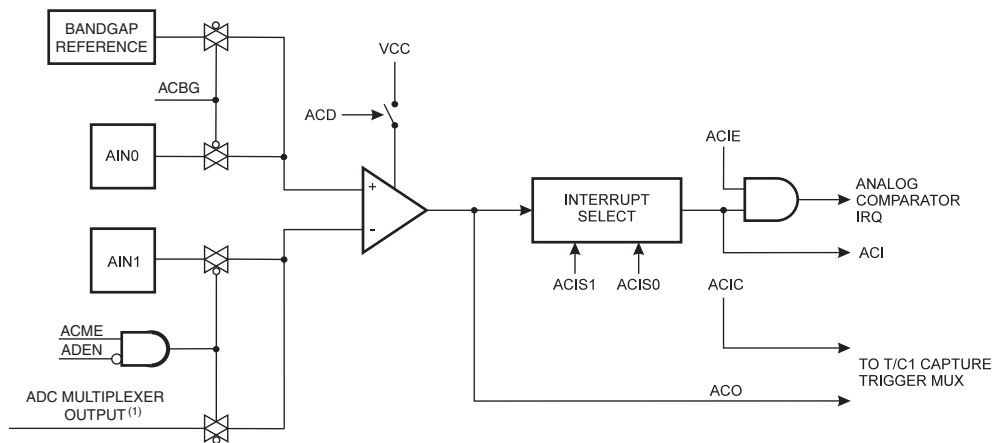 BANDGAP
REFERENCE
VCC
ACBG
ACD
AIN0
ACIE
+
INTERRUPT
SELECT
ANALOG
COMPARATOR
IRQ
-
AIN1
ACI
ACIS1
ACIS0
ACIC
ACME
ADEN
TO T/C1 CAPTURE
TRIGGER MUX
ADC MULTIPLEXER
OUTPUT (1)
ACO